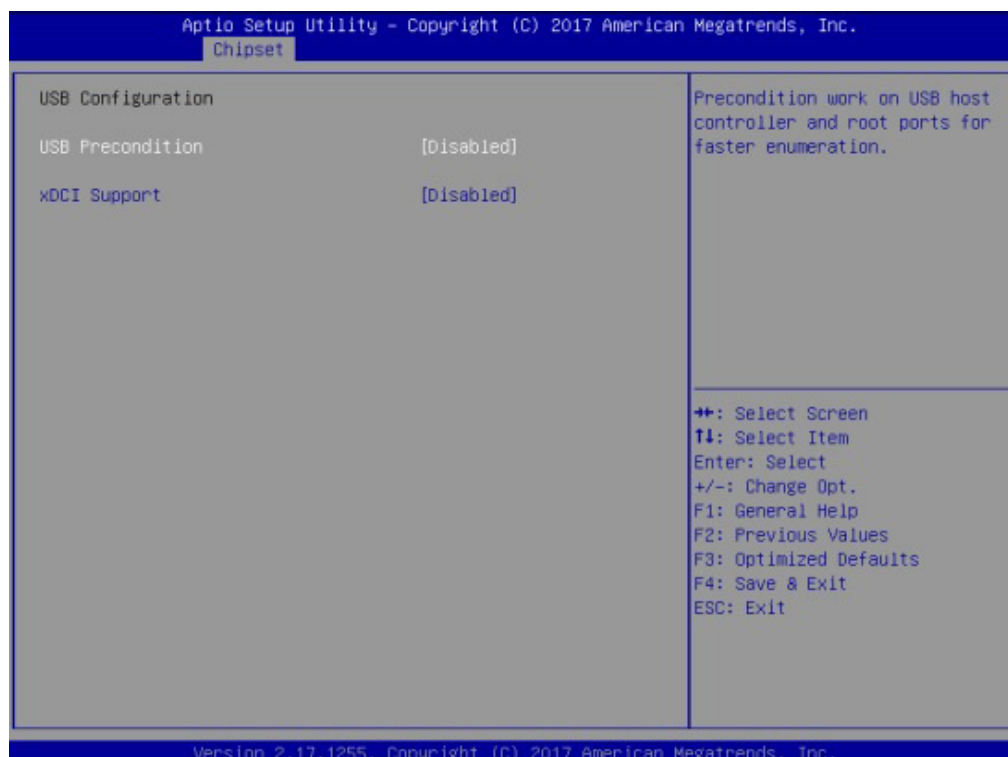 Aptio Setup Utility – Copyright (C) 2017 American Megatrends, Inc.
Chipset
USB Configuration
USB Precondition [Disabled]
xDCI Support [Disabled]
Precondition work on USB host
controller and root ports for
faster enumeration.
→←: Select Screen
↑↓: Select Item
Enter: Select
+/-: Change Opt.
F1: General Help
F2: Previous Values
F3: Optimized Defaults
F4: Save & Exit
ESC: Exit
Version 2.17.1255. Copyright (C) 2017 American Megatrends, Inc.